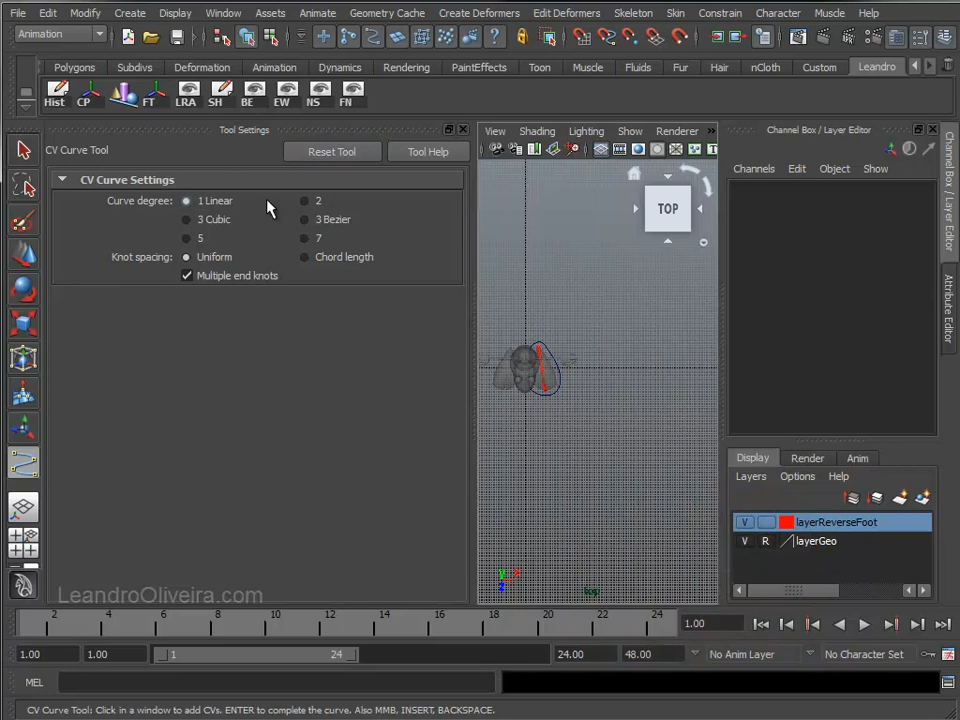 File Edit Modify Create Display Window Assets Animate Geometry Cache Create Deformers Edit Deformers Skeleton Skin Constrain Character Muscle Help
Animation
Polygons Subdivs Deformation Animation Dynamics Rendering PaintEffects Toon Muscle Fluids Fur Hair nCloth Custom Leandro
Hist CP FT LRA SH BE EW NS FN
Tool Settings
CV Curve Tool Reset Tool Tool Help
CV Curve Settings
Curve degree: 1 Linear 2
3 Cubic 3 Bezier
5 7
Knot spacing: Uniform Chord length
Multiple end knots
View Shading Lighting Show Renderer »
TOP
y x
z
top
Channel Box / Layer Editor
Channels Edit Object Show
Channel Box / Layer Editor
Attribute Editor
Display Render Anim
Layers Options Help
V layerReverseFoot
V R layerGeo
LeandroOliveira.com
2 4 6 8 10 12 14 16 18 20 22 24
1.00
1.00 1.00 1 24 24.00 48.00 No Anim Layer No Character Set
MEL
CV Curve Tool: Click in a window to add CVs. ENTER to complete the curve. Also MMB, INSERT, BACKSPACE.